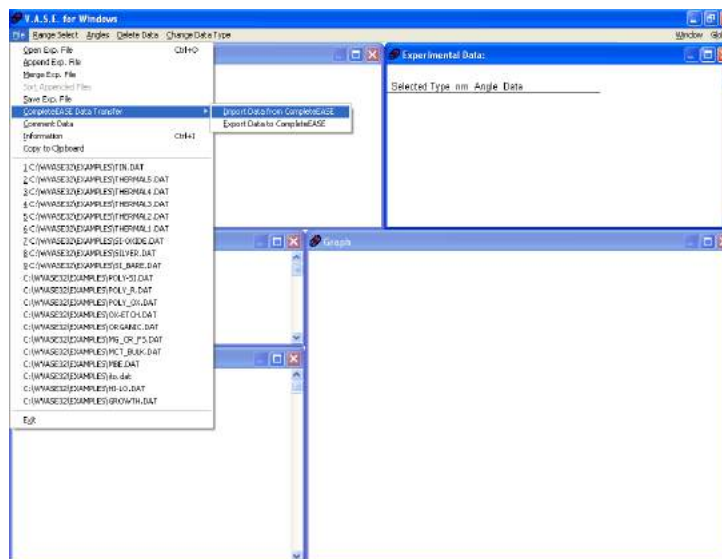 V.A.S.E. for Windows
File Range Select Angles Delete Data Change Data Type Window
Open Exp. File Ctrl+O
Append Exp. File
Merge Exp. File
Sort Appended Files
Save Exp. File
CompleteEASE Data Transfer
Import Data from CompleteEASE
Export Data to CompleteEASE
Comment Data
Information Ctrl+I
Copy to Clipboard
1 C:\WVASE32\EXAMPLES\TIN.DAT
2 C:\WVASE32\EXAMPLES\THERMAL5.DAT
3 C:\WVASE32\EXAMPLES\THERMAL4.DAT
4 C:\WVASE32\EXAMPLES\THERMAL3.DAT
5 C:\WVASE32\EXAMPLES\THERMAL2.DAT
6 C:\WVASE32\EXAMPLES\THERMAL1.DAT
7 C:\WVASE32\EXAMPLES\SI-OXIDE.DAT
8 C:\WVASE32\EXAMPLES\SILVER.DAT
9 C:\WVASE32\EXAMPLES\SI_BARE.DAT
C:\WVASE32\EXAMPLES\POLY-SI.DAT
C:\WVASE32\EXAMPLES\POLY_R.DAT
C:\WVASE32\EXAMPLES\POLY_OX.DAT
C:\WVASE32\EXAMPLES\OX-ETCH.DAT
C:\WVASE32\EXAMPLES\ORGANIC.DAT
C:\WVASE32\EXAMPLES\MG_CR_PS.DAT
C:\WVASE32\EXAMPLES\MCT_BULK.DAT
C:\WVASE32\EXAMPLES\MBE.DAT
C:\WVASE32\EXAMPLES\ito.dat
C:\WVASE32\EXAMPLES\HI-LO.DAT
C:\WVASE32\EXAMPLES\GROWTH.DAT
Exit
Experimental Data:
Selected Type nm Angle Data
Graph